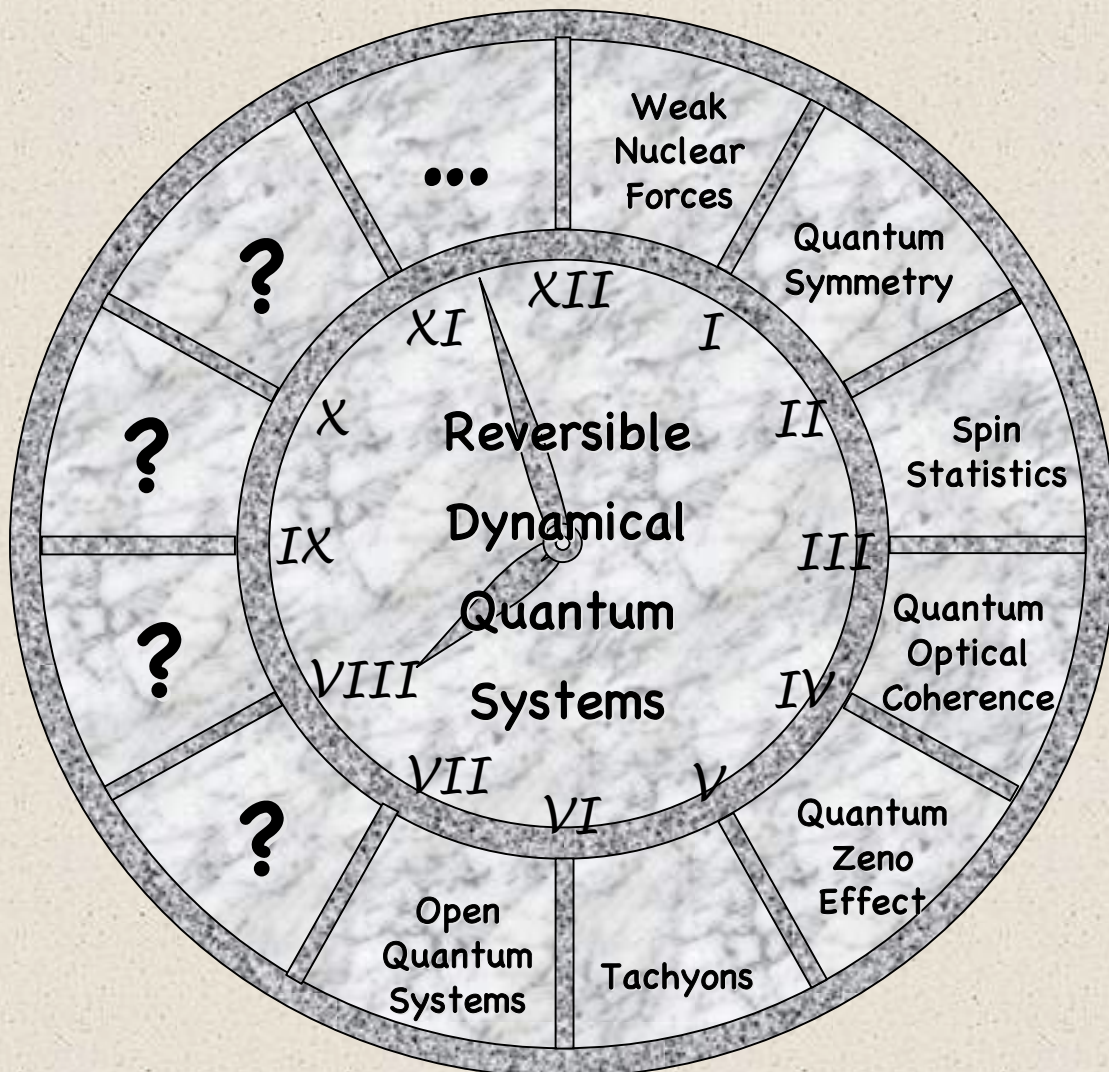 ...
Weak
Nuclear
Forces
Quantum
Symmetry
Spin
Statistics
Quantum
Optical
Coherence
Quantum
Zeno
Effect
Tachyons
Open
Quantum
Systems
?
?
?
?
XII
I
II
III
IV
V
VI
VII
VIII
IX
X
XI
Reversible
Dynamical
Quantum
Systems